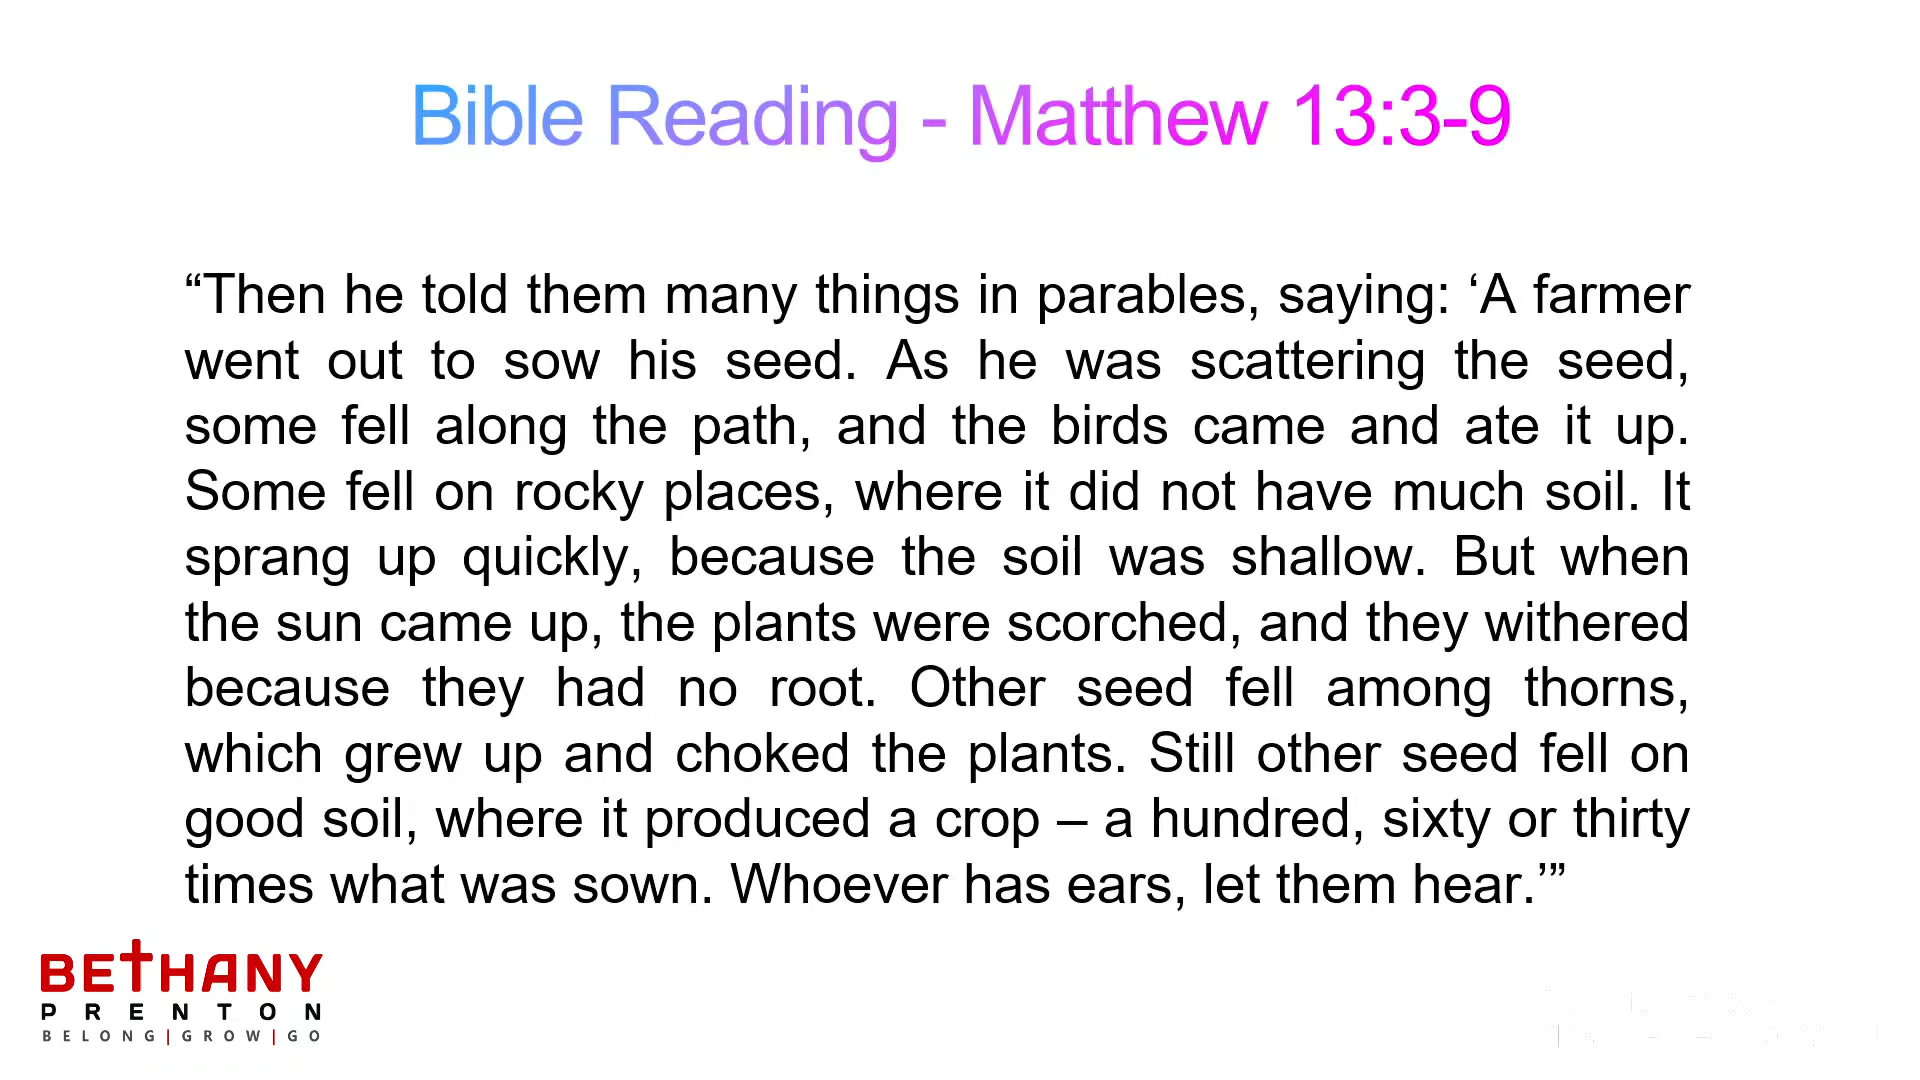 Bible Reading - Matthew 13:3-9
“Then he told them many things in parables, saying: ‘A farmer
went out to sow his seed. As he was scattering the seed,
some fell along the path, and the birds came and ate it up.
Some fell on rocky places, where it did not have much soil. It
sprang up quickly, because the soil was shallow. But when
the sun came up, the plants were scorched, and they withered
because they had no root. Other seed fell among thorns,
which grew up and choked the plants. Still other seed fell on
good soil, where it produced a crop – a hundred, sixty or thirty
times what was sown. Whoever has ears, let them hear.’”
BETHANY
PRENTON
BELONG|GROW|GO